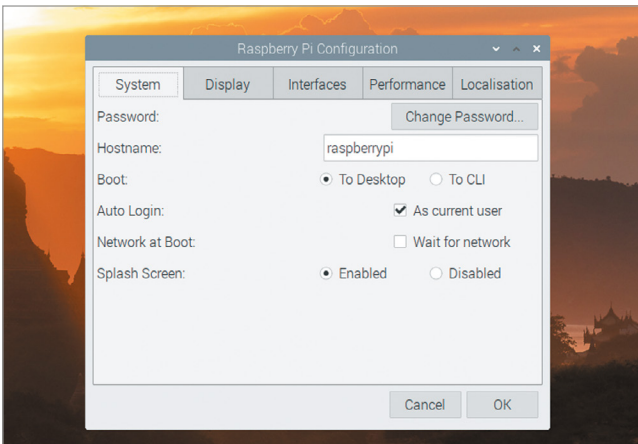 Raspberry Pi Configuration
System Display Interfaces Performance Localisation
Password: Change Password...
Hostname: raspberrypi
Boot: To Desktop To CLI
Auto Login: As current user
Network at Boot: Wait for network
Splash Screen: Enabled Disabled
Cancel OK